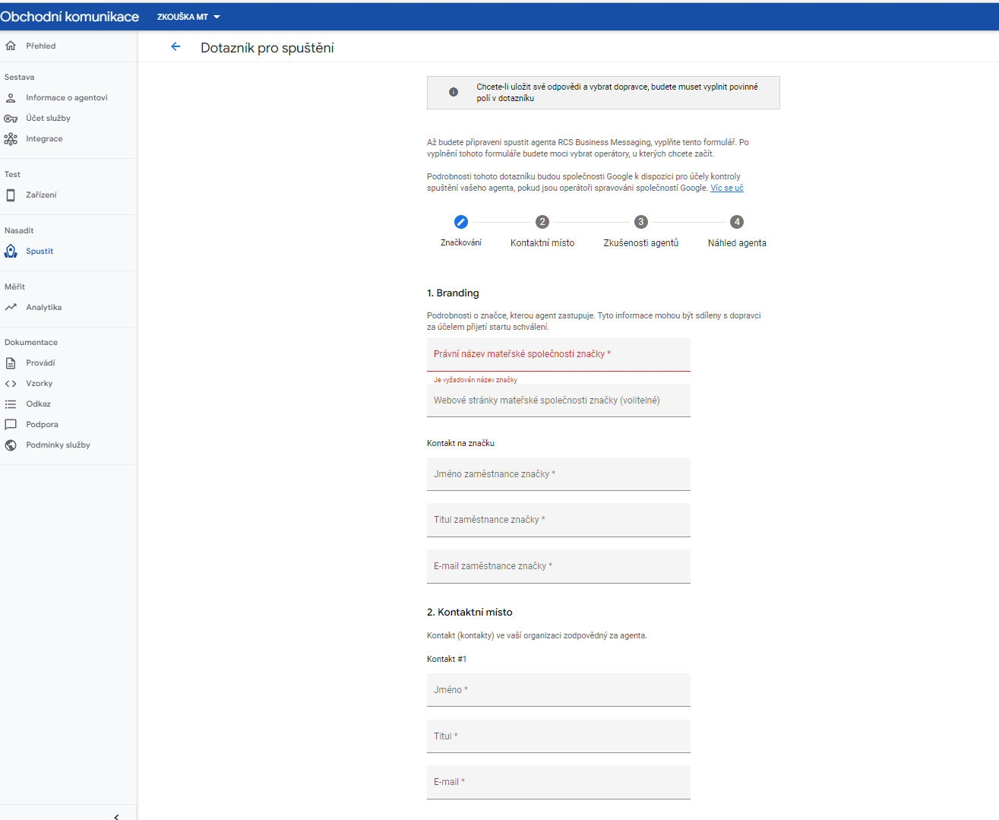 Obchodní komunikace
ZKOUŠKA MT
Přehled
Sestava
Informace o agentovi
Účet služby
Integrace
Test
Zařízení
Nasadit
Spustit
Měřit
Analytika
Dokumentace
Provádí
Vzorky
Odkaz
Podpora
Podmínky služby
Dotazník pro spuštění
Chcete-li uložit své odpovědi a vybrat dopravce, budete muset vyplnit povinné
polí v dotazníku
Až budete připraveni spustit agenta RCS Business Messaging, vyplňte tento formulář. Po
vyplnění tohoto formuláře budete moci vybrat operátory, u kterých chcete začít.
Podrobnosti tohoto dotazníku budou společnosti Google k dispozici pro účely kontroly
spuštění vašeho agenta, pokud jsou operátoři spravováni společností Google. Víc se uč
2
3
4
Značkování
Kontaktní místo
Zkušenosti agentů
Náhled agenta
1. Branding
Podrobnosti o značce, kterou agent zastupuje. Tyto informace mohou být sdíleny s dopravci
za účelem přijetí startu schválení.
Právní název mateřské společnosti značky *
Je vyžadován název značky
Webové stránky mateřské společnosti značky (volitelné)
Kontakt na značku
Jméno zaměstnance značky *
Titul zaměstnance značky *
E-mail zaměstnance značky *
2. Kontaktní místo
Kontakt (kontakty) ve vaší organizaci zodpovědný za agenta.
Kontakt #1
Jméno *
Titul *
E-mail *